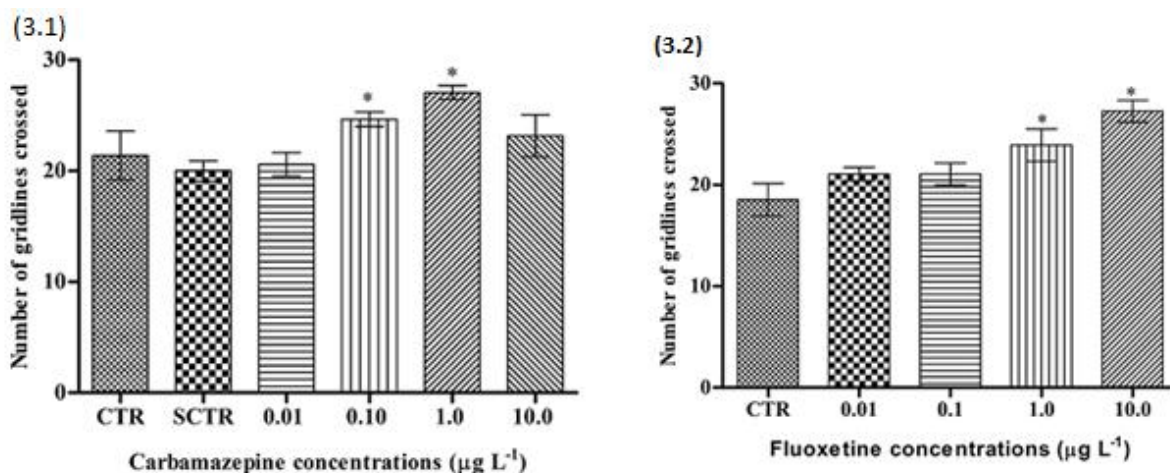 (3.1)
Number of gridlines crossed
30
20
10
0
* *
CTR SCTR 0.01 0.10 1.0 10.0
Carbamazepine concentrations (µg L⁻¹)
(3.2)
Number of gridlines crossed
30
20
10
0
* *
CTR 0.01 0.1 1.0 10.0
Fluoxetine concentrations (µg L⁻¹)